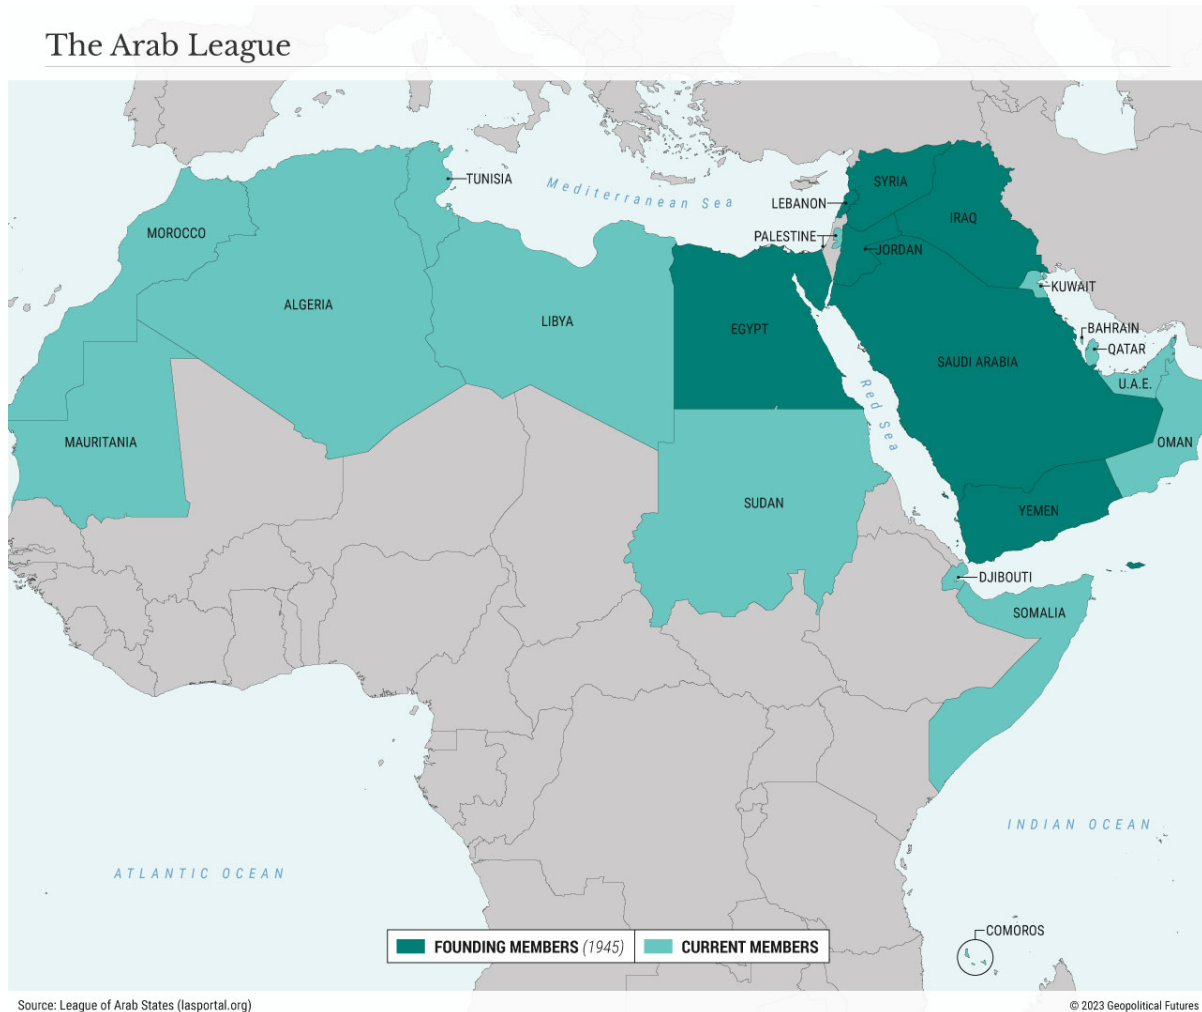 The Arab League
TUNISIA
Mediterranean Sea
SYRIA
LEBANON
IRAQ
MOROCCO
PALESTINE
JORDAN
KUWAIT
ALGERIA
LIBYA
EGYPT
BAHRAIN
QATAR
SAUDI ARABIA
U.A.E.
Red Sea
MAURITANIA
OMAN
SUDAN
YEMEN
DJIBOUTI
SOMALIA
INDIAN OCEAN
ATLANTIC OCEAN
COMOROS
FOUNDING MEMBERS (1945)
CURRENT MEMBERS
Source: League of Arab States (lasportal.org)
© 2023 Geopolitical Futures